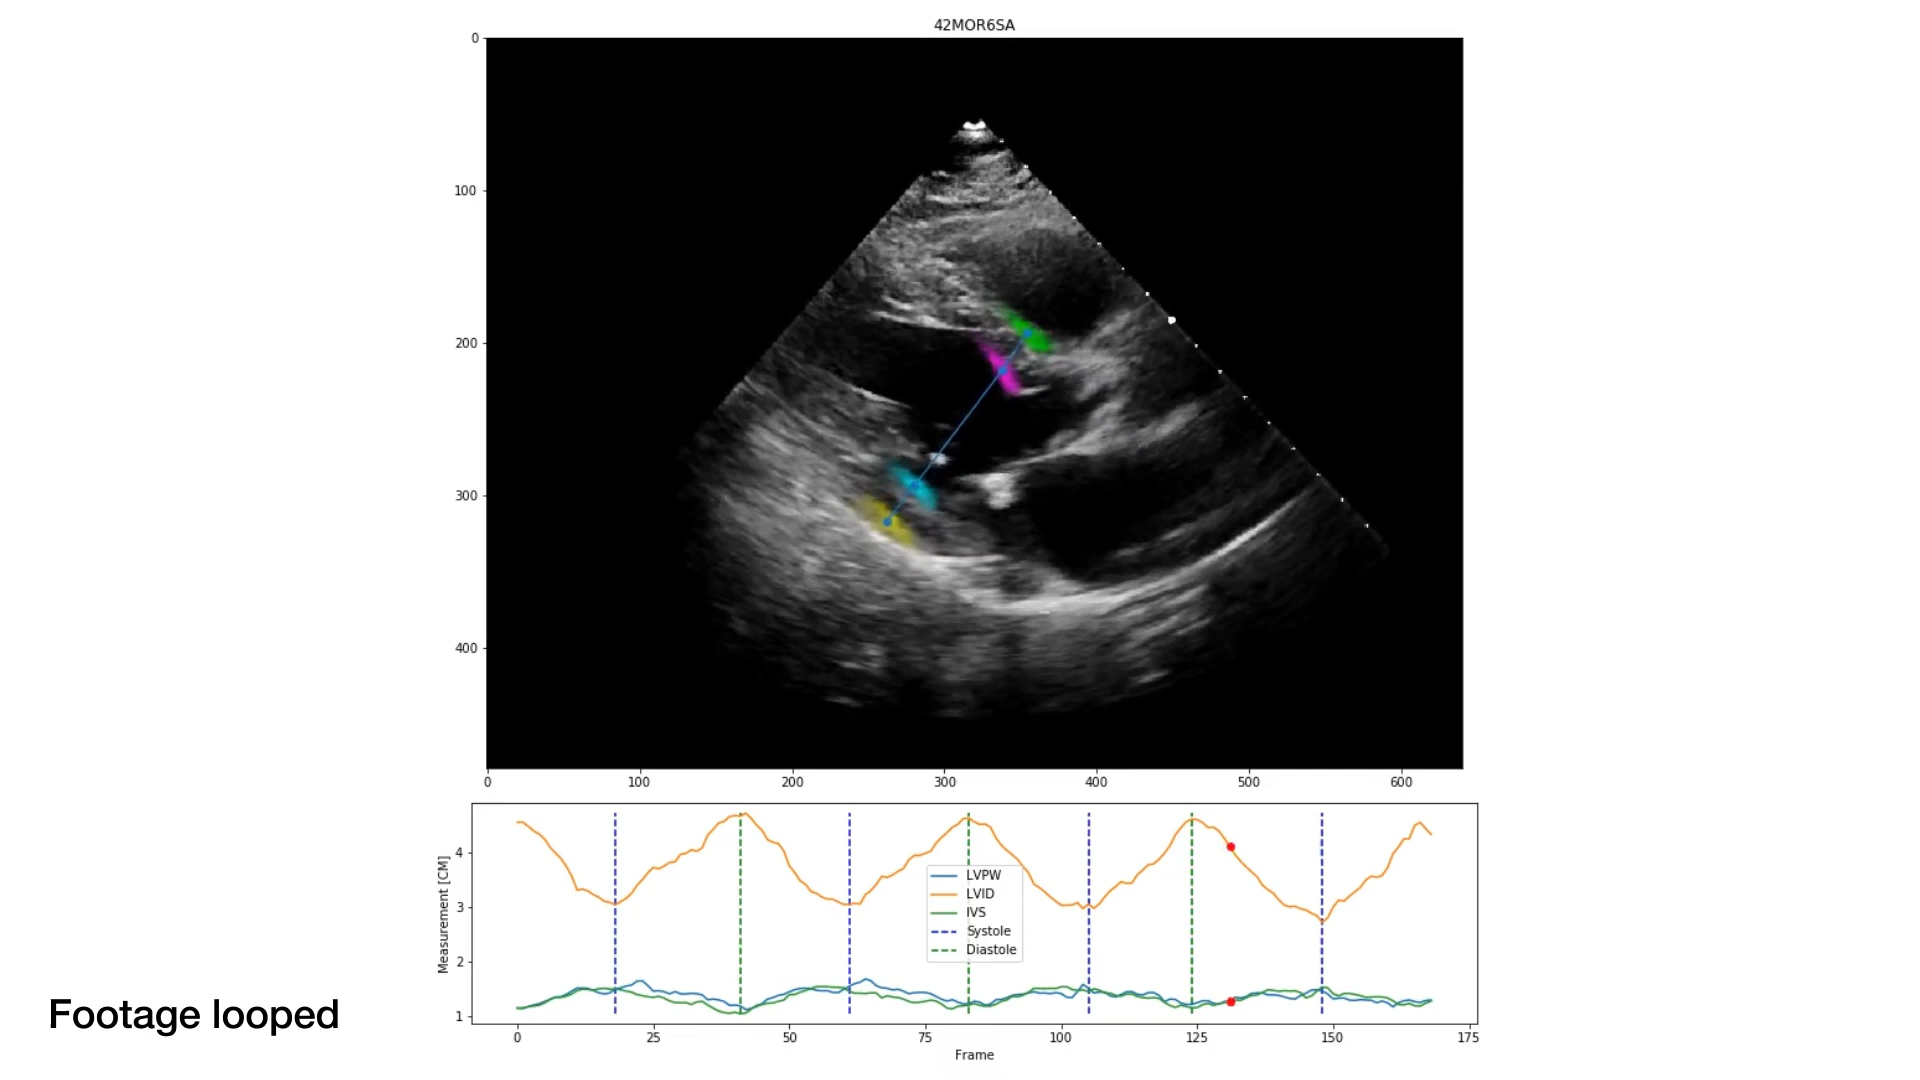 42MOR6SA
0
100
200
300
400
0 100 200 300 400 500 600
Measurement [CM]
4
3
2
1
LVPW
LVID
IVS
Systole
Diastole
0 25 50 75 100 125 150 175
Frame
Footage looped